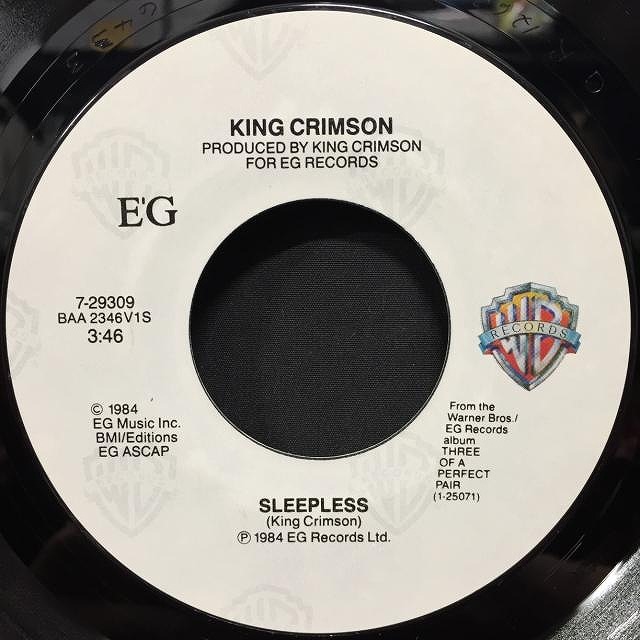 KING CRIMSON
PRODUCED BY KING CRIMSON
FOR EG RECORDS
E'G
7-29309
BAA 2346V1S
3:46
© 1984
EG Music Inc.
BMI/Editions
EG ASCAP
WB
RECORDS
From the
Warner Bros./
EG Records
album
THREE
OF A
PERFECT
PAIR
(1-25071)
SLEEPLESS
(King Crimson)
℗ 1984 EG Records Ltd.